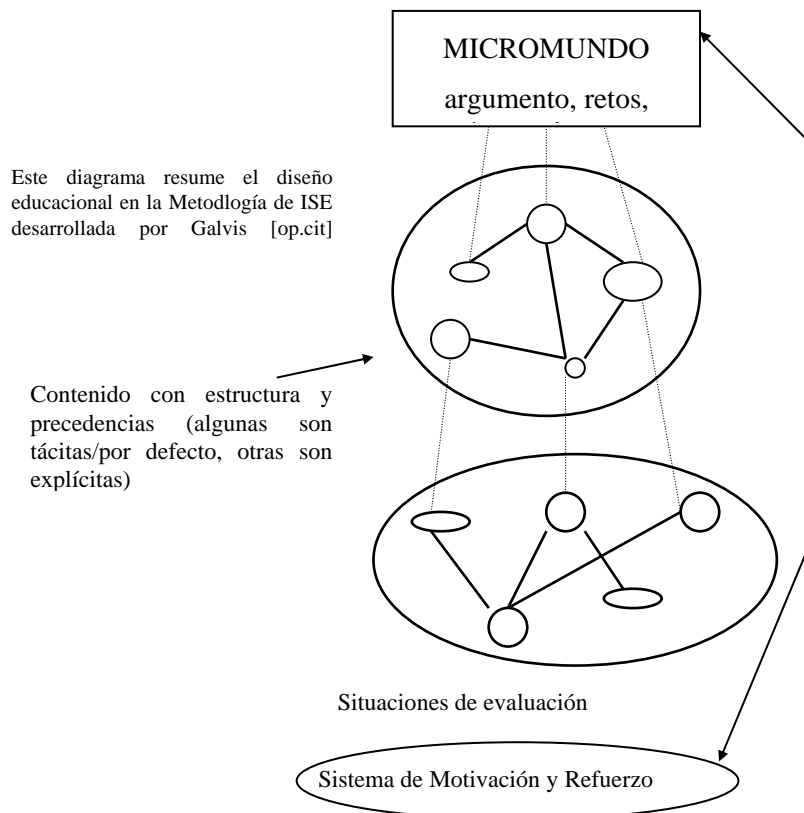 MICROMUNDO
argumento, retos,
Este diagrama resume el diseño
educacional en la Metodlogía de ISE
desarrollada por Galvis [op.cit]
Contenido con estructura y
precedencias (algunas son
tácitas/por defecto, otras son
explícitas)
Situaciones de evaluación
Sistema de Motivación y Refuerzo